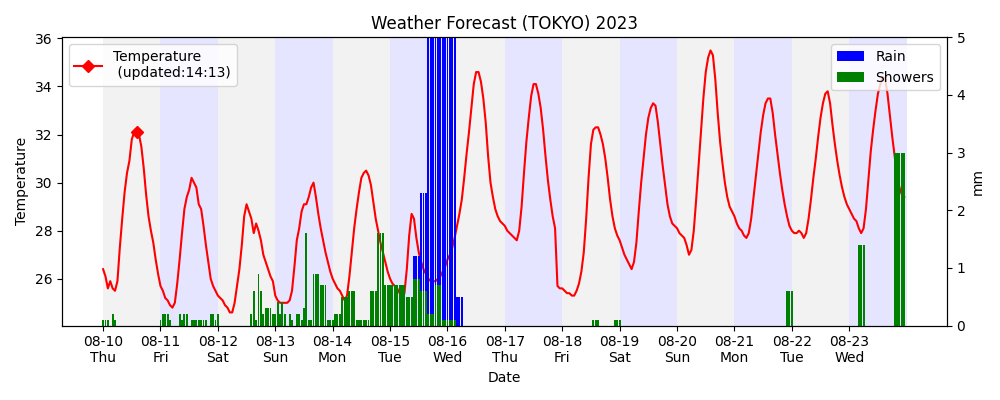 Weather Forecast (TOKYO) 2023
Temperature
(updated:14:13)
Rain
Showers
36
34
32
30
28
26
Temperature
5
4
3
2
1
0
mm
08-10 08-11 08-12 08-13 08-14 08-15 08-16 08-17 08-18 08-19 08-20 08-21 08-22 08-23
Thu Fri Sat Sun Mon Tue Wed Thu Fri Sat Sun Mon Tue Wed
Date